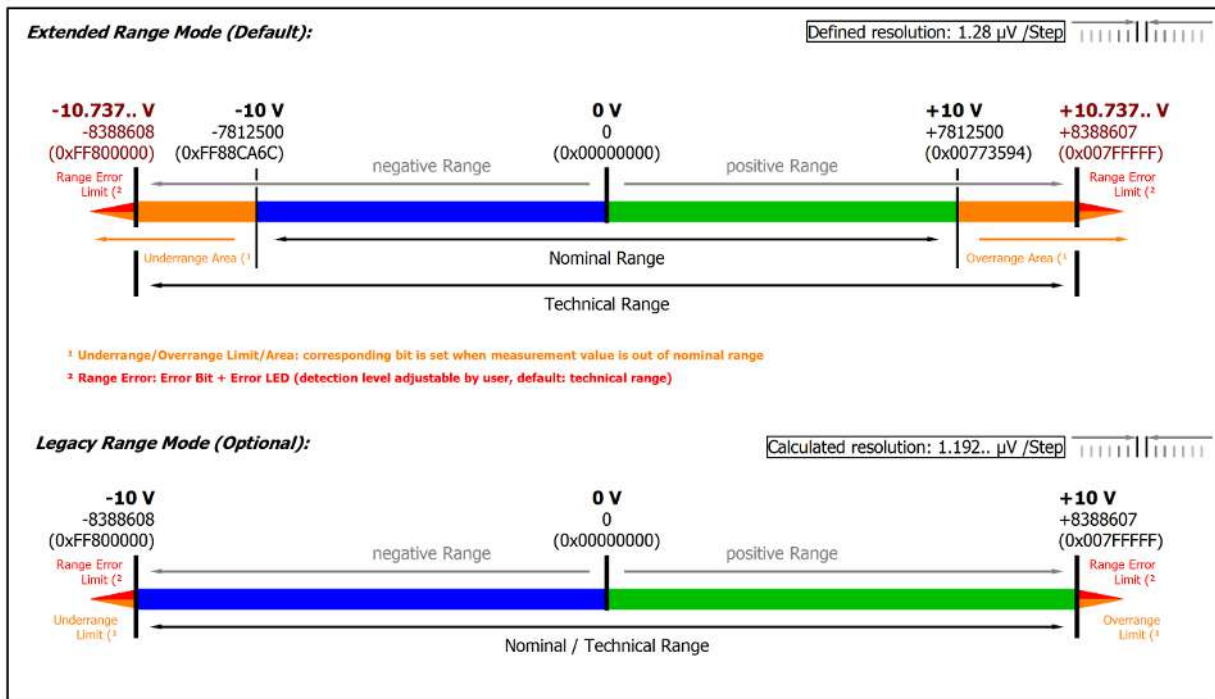 Extended Range Mode (Default):
Defined resolution: 1.28 µV /Step
-10.737.. V
-8388608
(0xFF800000)
-10 V
-7812500
(0xFF88CA6C)
0 V
0
(0x00000000)
+10 V
+7812500
(0x00773594)
+10.737.. V
+8388607
(0x007FFFFF)
negative Range
positive Range
Range Error
Limit (²
Range Error
Limit (²
Underrange Area (¹
Nominal Range
Overrange Area (¹
Technical Range
¹ Underrange/Overrange Limit/Area: corresponding bit is set when measurement value is out of nominal range
² Range Error: Error Bit + Error LED (detection level adjustable by user, default: technical range)
Legacy Range Mode (Optional):
Calculated resolution: 1.192.. µV /Step
-10 V
-8388608
(0xFF800000)
0 V
0
(0x00000000)
+10 V
+8388607
(0x007FFFFF)
negative Range
positive Range
Range Error
Limit (²
Range Error
Limit (²
Underrange
Limit (¹
Overrange
Limit (¹
Nominal / Technical Range